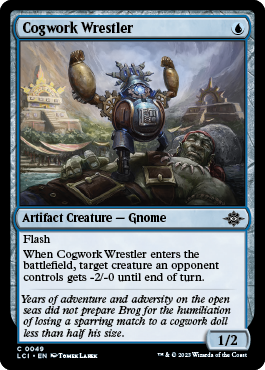 Cogwork Wrestler
Artifact Creature — Gnome
Flash
When Cogwork Wrestler enters the
battlefield, target creature an opponent
controls gets -2/-0 until end of turn.
Years of adventure and adversity on the open
seas did not prepare Brog for the humiliation
of losing a sparring match to a cogwork doll
less than half his size.
1/2
C 0049
LCI • EN Tomek Larek
™ & © 2023 Wizards of the Coast